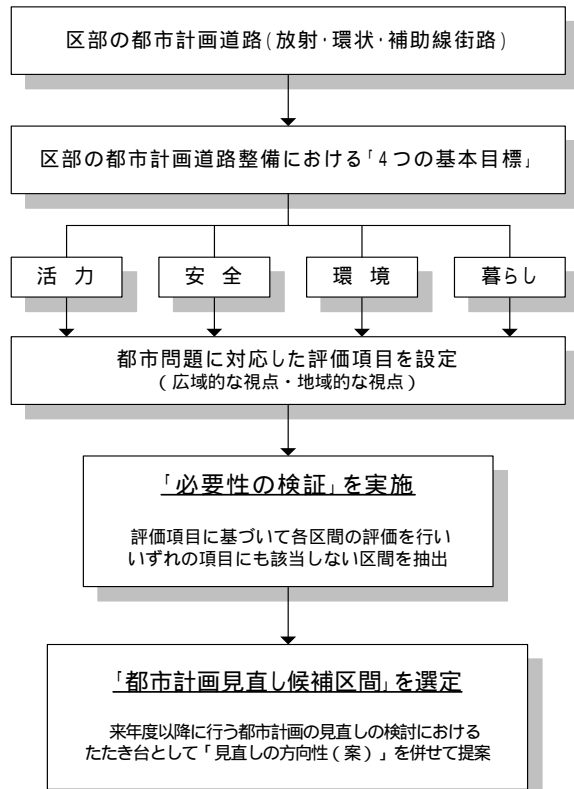 区部の都市計画道路(放射・環状・補助線街路)
区部の都市計画道路整備における「4つの基本目標」
活 力
安 全
環 境
暮らし
都市問題に対応した評価項目を設定
(広域的な視点・地域的な視点)
「必要性の検証」を実施
評価項目に基づいて各区間の評価を行い
いずれの項目にも該当しない区間を抽出
「都市計画見直し候補区間」を選定
来年度以降に行う都市計画の見直しの検討における
たたき台として「見直しの方向性(案)」を併せて提案